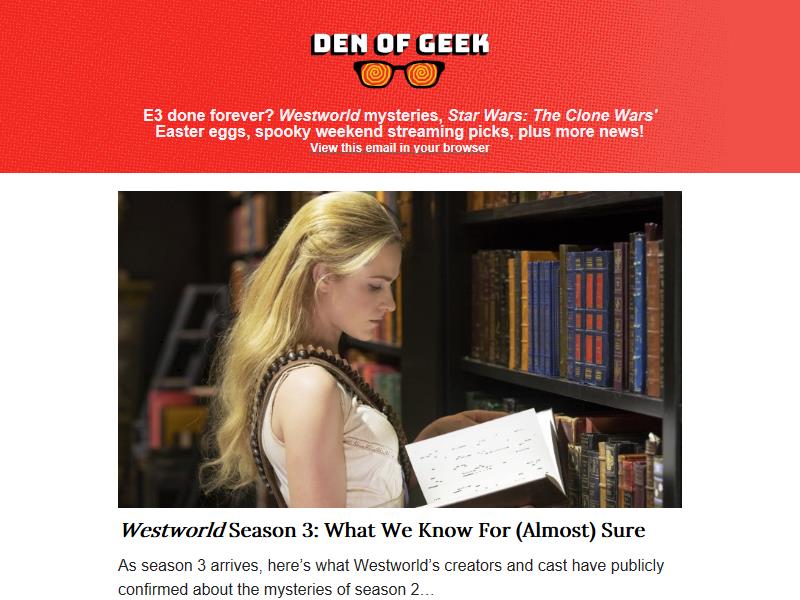 DEN OF GEEK
E3 done forever? Westworld mysteries, Star Wars: The Clone Wars'
Easter eggs, spooky weekend streaming picks, plus more news!
View this email in your browser
Westworld Season 3: What We Know For (Almost) Sure
As season 3 arrives, here’s what Westworld’s creators and cast have publicly
confirmed about the mysteries of season 2…